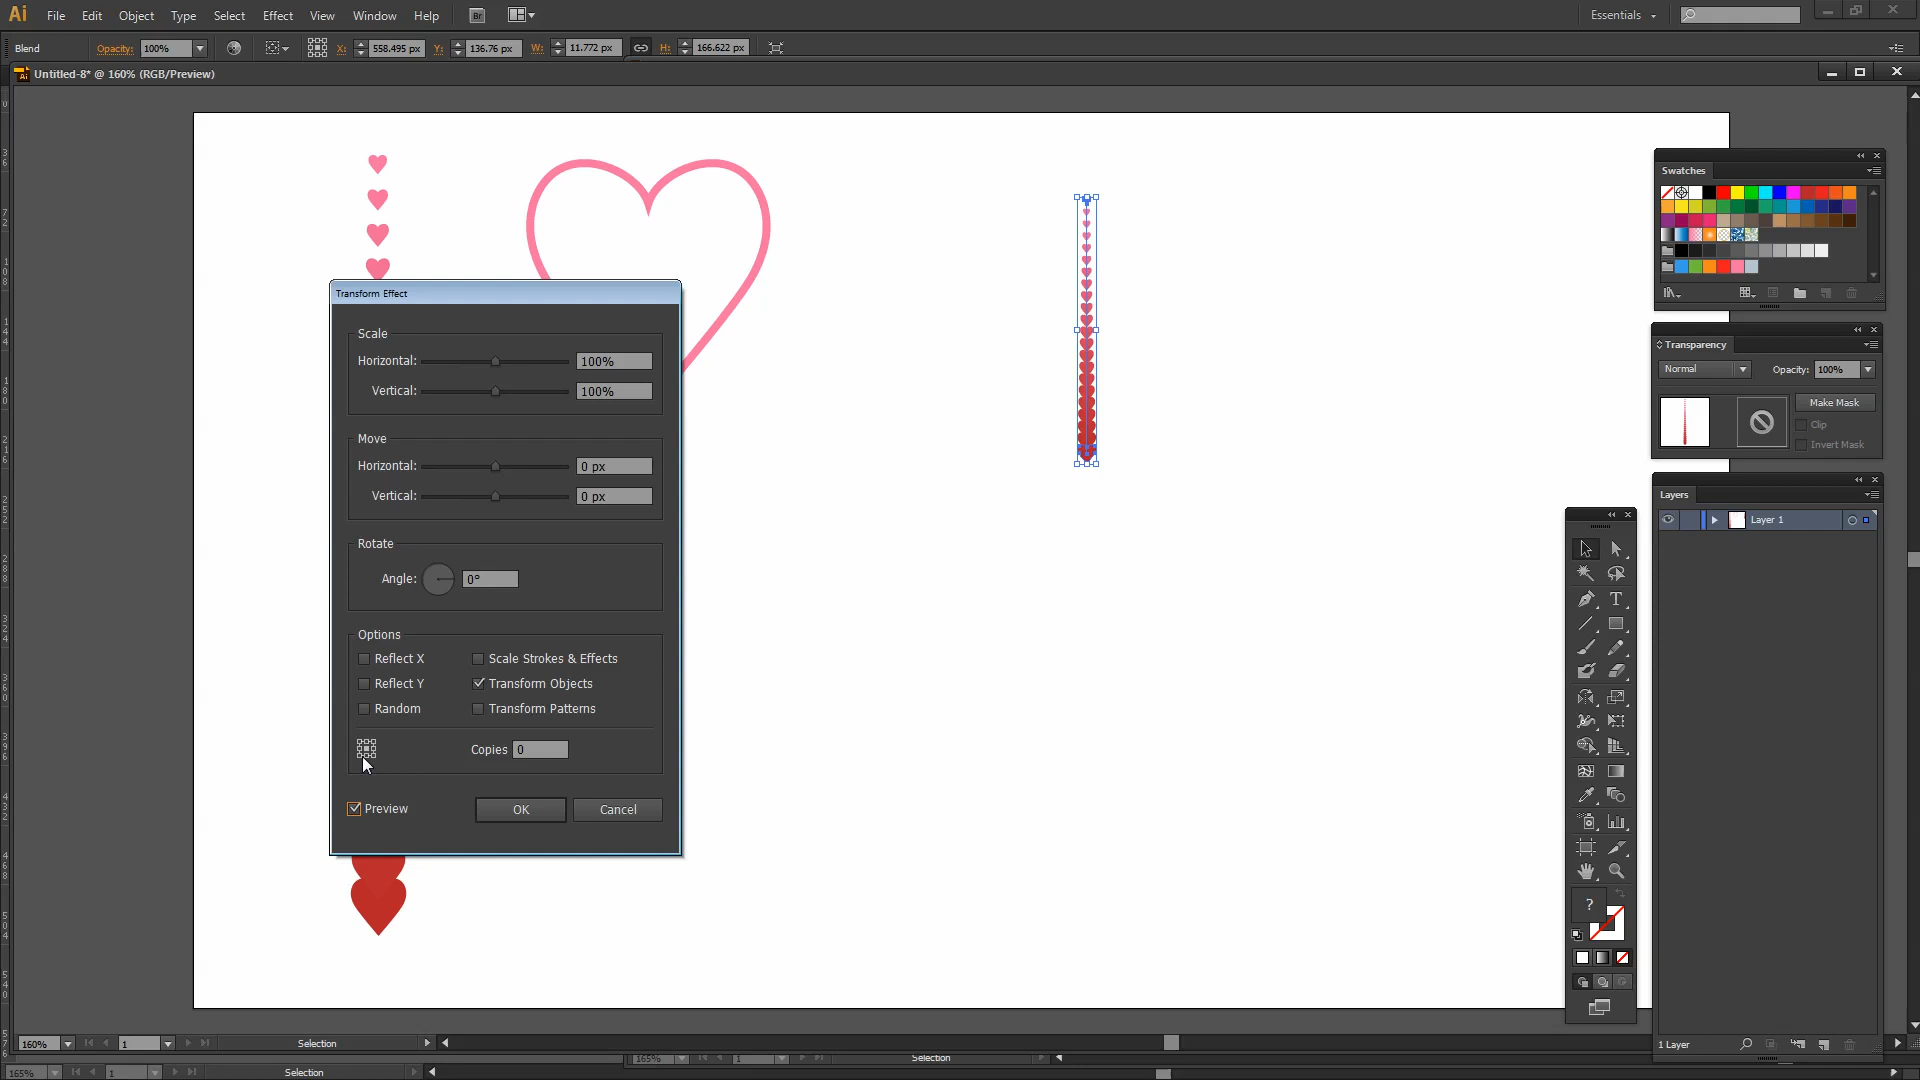 Ai File Edit Object Type Select Effect View Window Help Br Essentials
Blend Opacity: 100% X: 558.495 px Y: 136.76 px W: 11.772 px H: 166.622 px
Untitled-8* @ 160% (RGB/Preview)
Swatches
Transform Effect
Scale
Horizontal: 100%
Vertical: 100%
Move
Horizontal: 0 px
Vertical: 0 px
Rotate
Angle: 0°
Options
Reflect X Scale Strokes & Effects
Reflect Y Transform Objects
Random Transform Patterns
Copies 0
Preview OK Cancel
Transparency
Normal Opacity: 100%
Make Mask
Clip
Invert Mask
Layers
Layer 1
T
?
1 Layer
160% 1 Selection
165% 1 Selection
165% 1 Selection